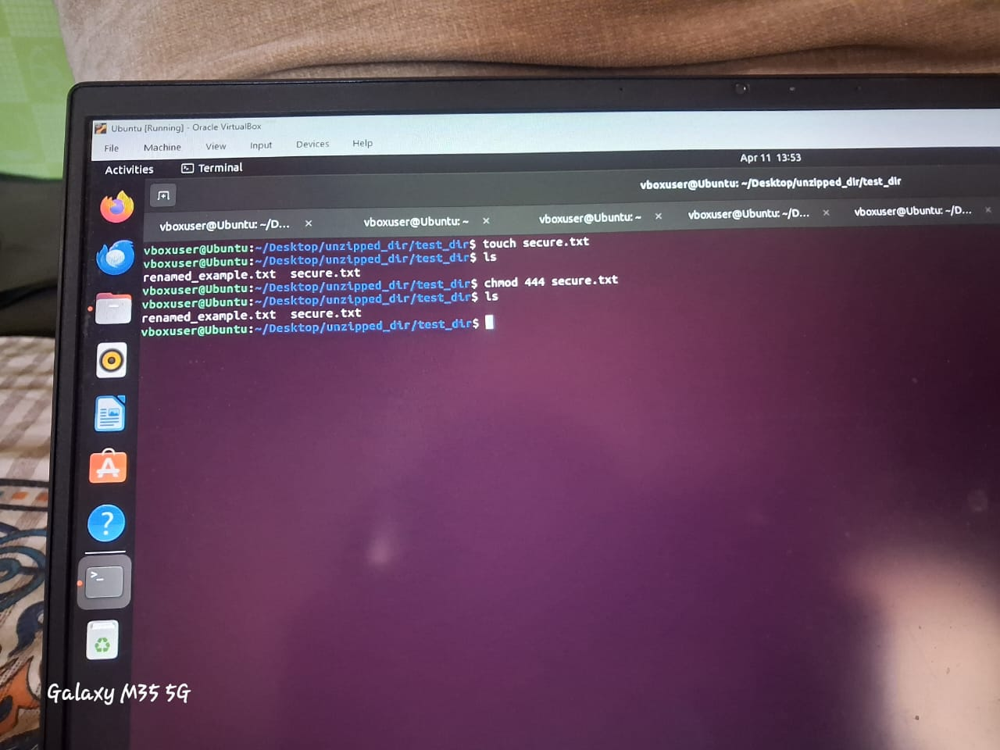 Ubuntu [Running] - Oracle VirtualBox
File Machine View Input Devices Help
Activities Terminal Apr 11 13:53
vboxuser@Ubuntu: ~/Desktop/unzipped_dir/test_dir
vboxuser@Ubuntu: ~/D... × vboxuser@Ubuntu: ~ × vboxuser@Ubuntu: ~ × vboxuser@Ubuntu: ~/D... × vboxuser@Ubuntu: ~/D... ×
vboxuser@Ubuntu:~/Desktop/unzipped_dir/test_dir$ touch secure.txt
vboxuser@Ubuntu:~/Desktop/unzipped_dir/test_dir$ ls
renamed_example.txt  secure.txt
vboxuser@Ubuntu:~/Desktop/unzipped_dir/test_dir$ chmod 444 secure.txt
vboxuser@Ubuntu:~/Desktop/unzipped_dir/test_dir$ ls
renamed_example.txt  secure.txt
vboxuser@Ubuntu:~/Desktop/unzipped_dir/test_dir$
Galaxy M35 5G